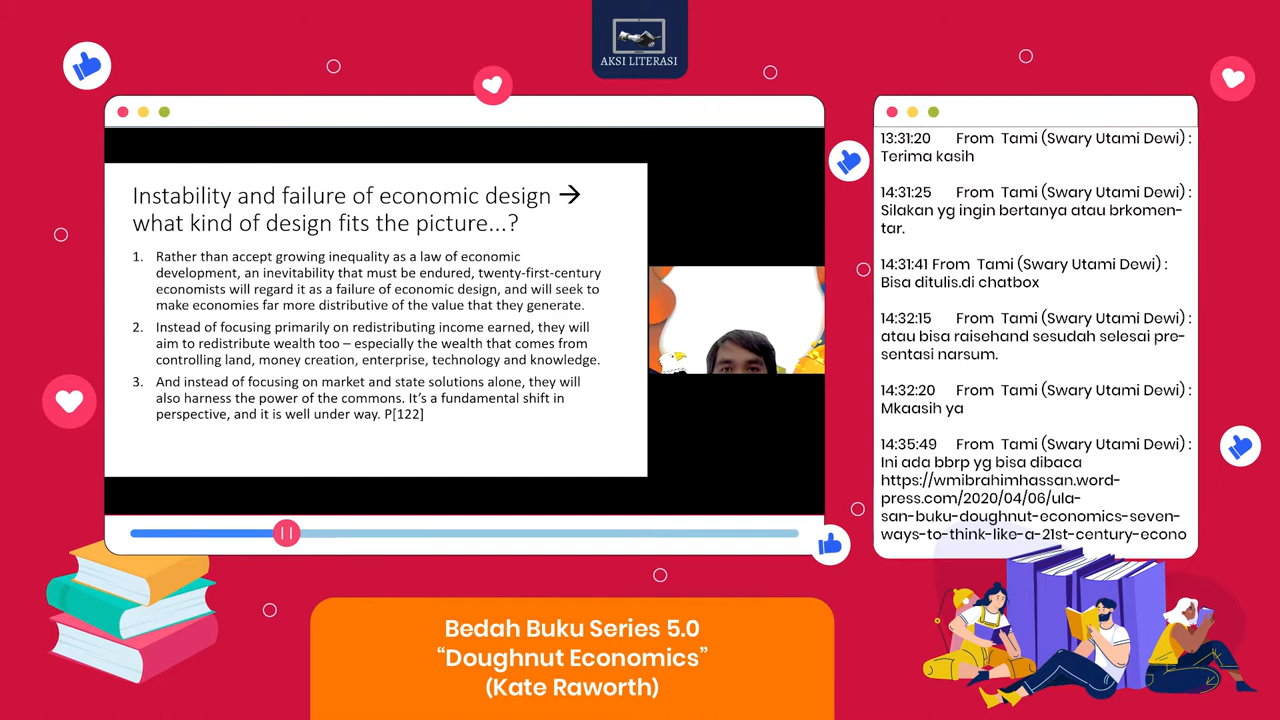 AKSI LITERASI
Instability and failure of economic design →
what kind of design fits the picture...?
1. Rather than accept growing inequality as a law of economic
development, an inevitability that must be endured, twenty-first-century
economists will regard it as a failure of economic design, and will seek to
make economies far more distributive of the value that they generate.
2. Instead of focusing primarily on redistributing income earned, they will
aim to redistribute wealth too – especially the wealth that comes from
controlling land, money creation, enterprise, technology and knowledge.
3. And instead of focusing on market and state solutions alone, they will
also harness the power of the commons. It’s a fundamental shift in
perspective, and it is well under way. P[122]
13:31:20 From Tami (Swary Utami Dewi) :
Terima kasih
14:31:25 From Tami (Swary Utami Dewi) :
Silakan yg ingin bertanya atau brkomen-
tar.
14:31:41 From Tami (Swary Utami Dewi) :
Bisa ditulis.di chatbox
14:32:15 From Tami (Swary Utami Dewi) :
atau bisa raisehand sesudah selesai pre-
sentasi narsum.
14:32:20 From Tami (Swary Utami Dewi) :
Mkaasih ya
14:35:49 From Tami (Swary Utami Dewi) :
Ini ada bbrp yg bisa dibaca
https://wmibrahimhassan.word-
press.com/2020/04/06/ula-
san-buku-doughnut-economics-seven-
ways-to-think-like-a-21st-century-econo
Bedah Buku Series 5.0
“Doughnut Economics”
(Kate Raworth)